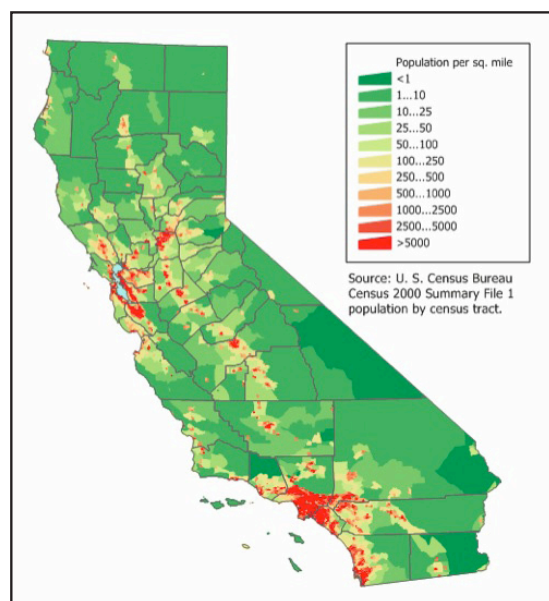 Population per sq. mile
<1
1...10
10...25
25...50
50...100
100...250
250...500
500...1000
1000...2500
2500...5000
>5000
Source: U. S. Census Bureau
Census 2000 Summary File 1
population by census tract.